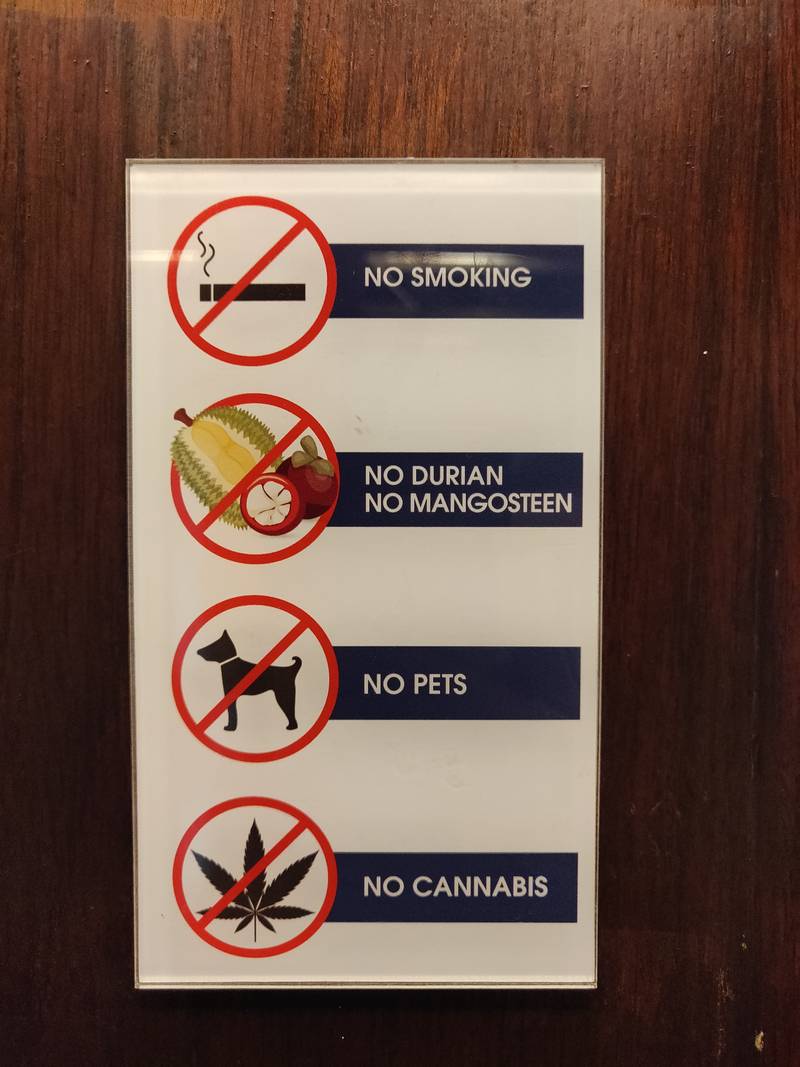 NO SMOKING
NO DURIAN
NO MANGOSTEEN
NO PETS
NO CANNABIS